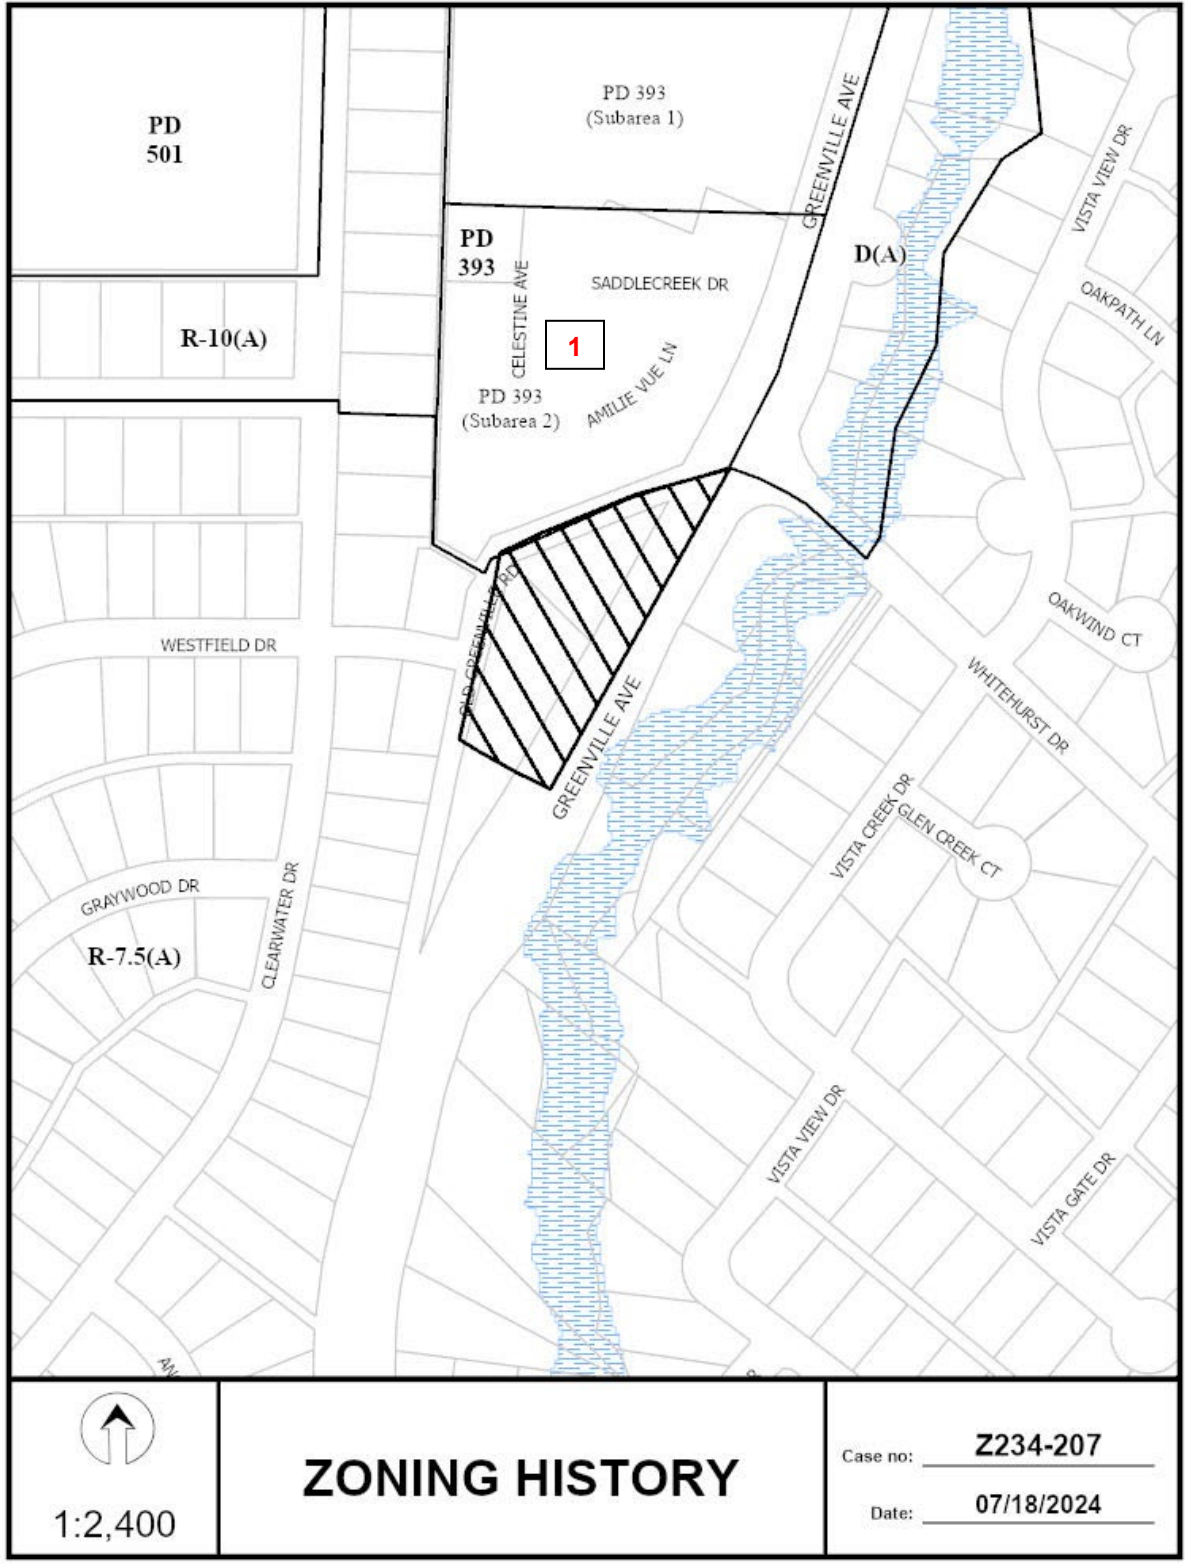 PD 393
(Subarea 1)
GREENVILLE AVE
PD
501
VISTA VIEW DR
PD
393
D(A)
SADDLECREEK DR
CELESTINE AVE
OAKPATH LN
R-10(A)
1
AMILIE VUE LN
PD 393
(Subarea 2)
OLD GREENVILLE RD
OAKWIND CT
WESTFIELD DR
WHITEHURST DR
GREENVILLE AVE
VISTA CREEK DR
GLEN CREEK CT
GRAYWOOD DR
CLEARWATER DR
R-7.5(A)
VISTA VIEW DR
VISTA GATE DR
1:2,400
ZONING HISTORY
Case no: Z234-207
Date: 07/18/2024